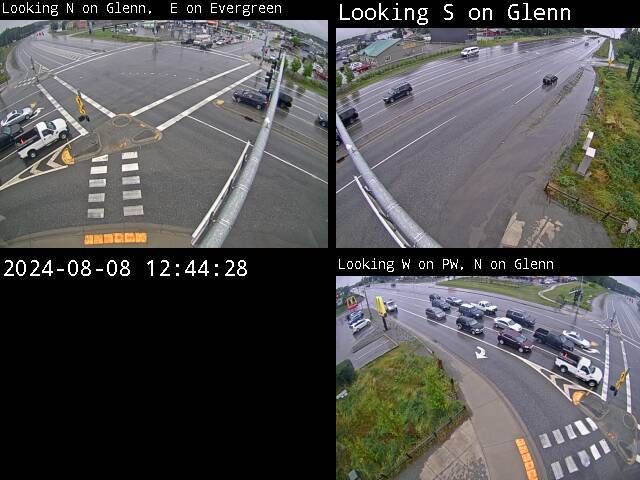 Looking N on Glenn, E on Evergreen
Looking S on Glenn
2024-08-08 12:44:28
Looking W on PW, N on Glenn